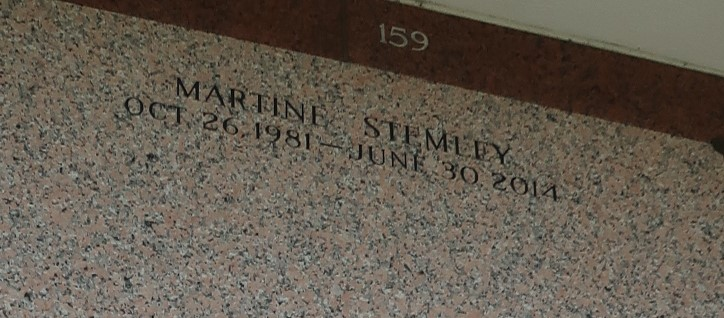 159
MARTINE STEMLEY
OCT 26, 1981 — JUNE 30 2014